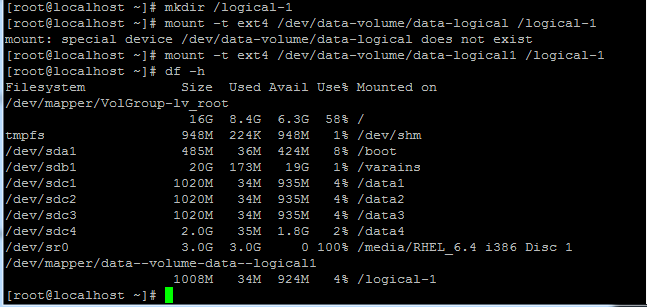 [root@localhost ~]# mkdir /logical-1
[root@localhost ~]# mount -t ext4 /dev/data-volume/data-logical /logical-1
mount: special device /dev/data-volume/data-logical does not exist
[root@localhost ~]# mount -t ext4 /dev/data-volume/data-logical1 /logical-1
[root@localhost ~]# df -h
Filesystem            Size  Used Avail Use% Mounted on
/dev/mapper/VolGroup-lv_root
                       16G  8.4G  6.3G  58% /
tmpfs                 948M  224K  948M   1% /dev/shm
/dev/sda1             485M   36M  424M   8% /boot
/dev/sdb1              20G  173M   19G   1% /varains
/dev/sdc1            1020M   34M  935M   4% /data1
/dev/sdc2            1020M   34M  935M   4% /data2
/dev/sdc3            1020M   34M  935M   4% /data3
/dev/sdc4             2.0G   35M  1.8G   2% /data4
/dev/sr0              3.0G  3.0G     0 100% /media/RHEL_6.4 i386 Disc 1
/dev/mapper/data--volume-data--logical1
                     1008M   34M  924M   4% /logical-1
[root@localhost ~]#